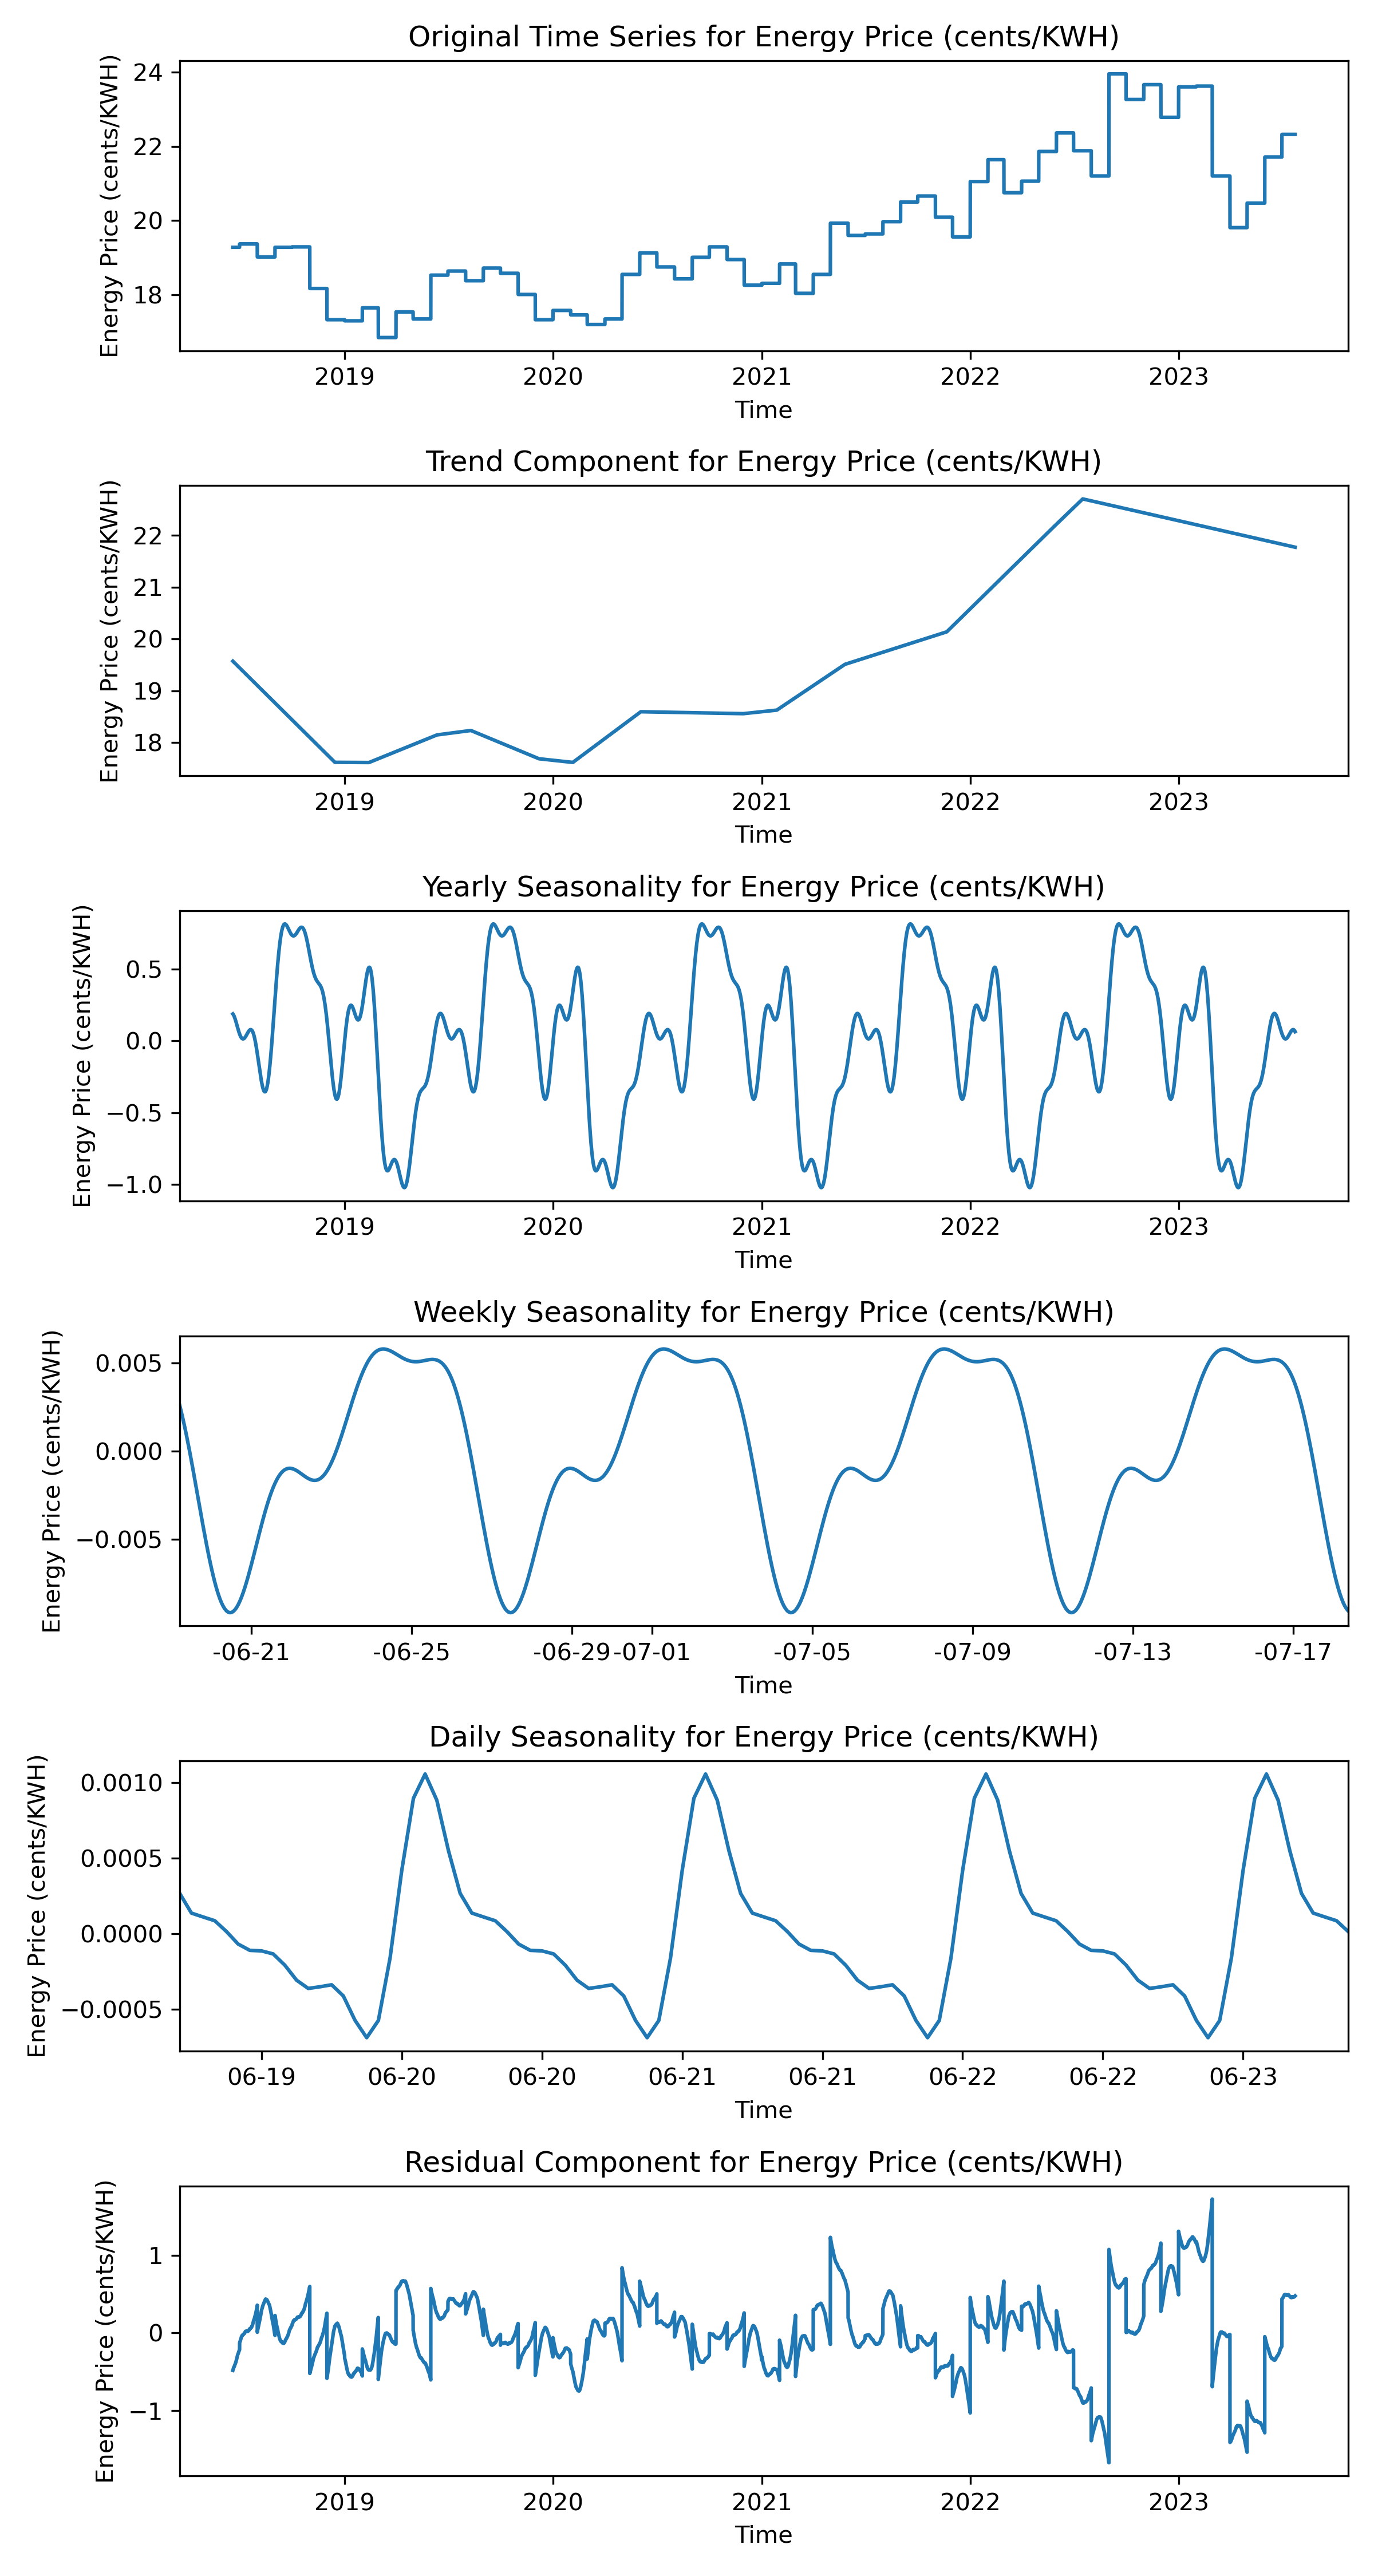 Original Time Series for Energy Price (cents/KWH)
Energy Price (cents/KWH)
24
22
20
18
2019 2020 2021 2022 2023
Time
Trend Component for Energy Price (cents/KWH)
Energy Price (cents/KWH)
22
21
20
19
18
2019 2020 2021 2022 2023
Time
Yearly Seasonality for Energy Price (cents/KWH)
Energy Price (cents/KWH)
0.5
0.0
−0.5
−1.0
2019 2020 2021 2022 2023
Time
Weekly Seasonality for Energy Price (cents/KWH)
Energy Price (cents/KWH)
0.005
0.000
−0.005
-06-21 -06-25 -06-29 -07-01 -07-05 -07-09 -07-13 -07-17
Time
Daily Seasonality for Energy Price (cents/KWH)
Energy Price (cents/KWH)
0.0010
0.0005
0.0000
−0.0005
06-19 06-20 06-20 06-21 06-21 06-22 06-22 06-23
Time
Residual Component for Energy Price (cents/KWH)
Energy Price (cents/KWH)
1
0
−1
2019 2020 2021 2022 2023
Time